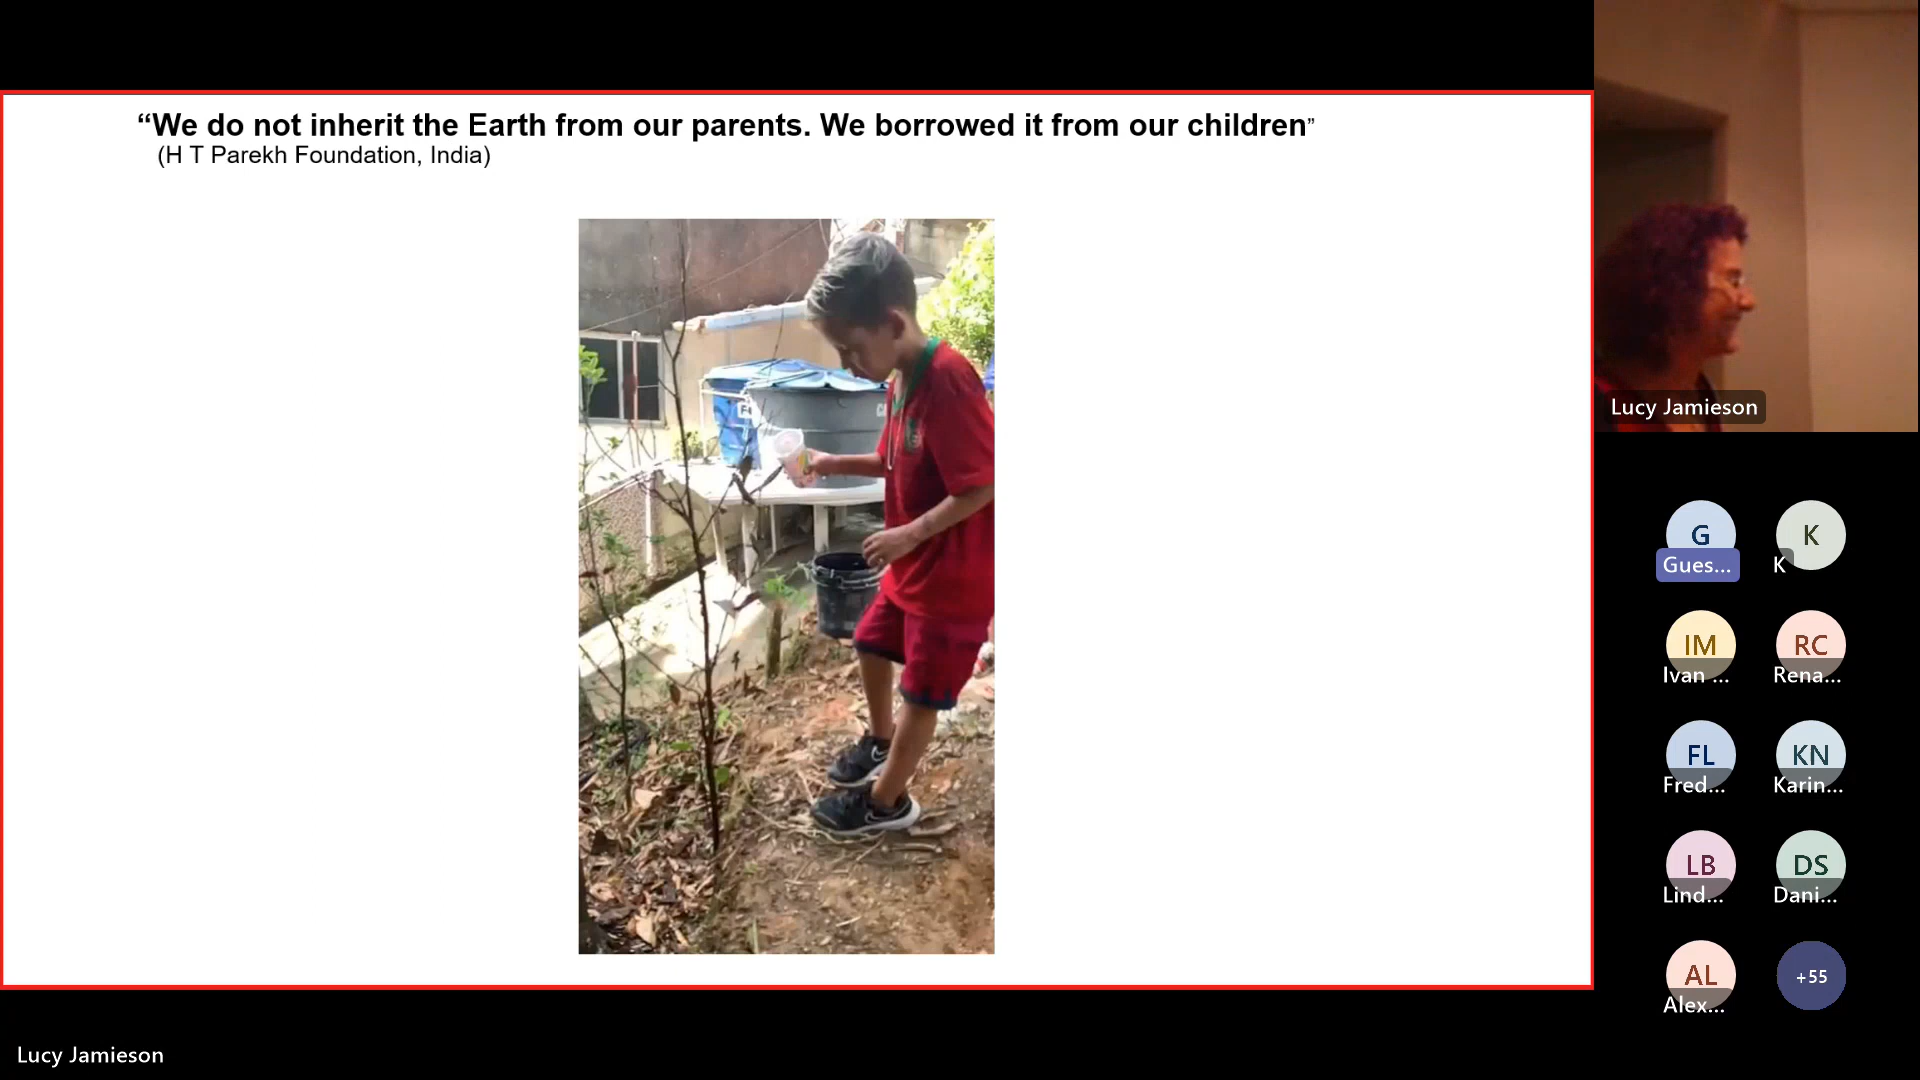 “We do not inherit the Earth from our parents. We borrowed it from our children”
(H T Parekh Foundation, India)
Lucy Jamieson
G
Gues...
K
K
IM
Ivan ...
RC
Rena...
FL
Fred...
KN
Karin...
LB
Lind...
DS
Dani...
AL
Alex...
+55
Lucy Jamieson